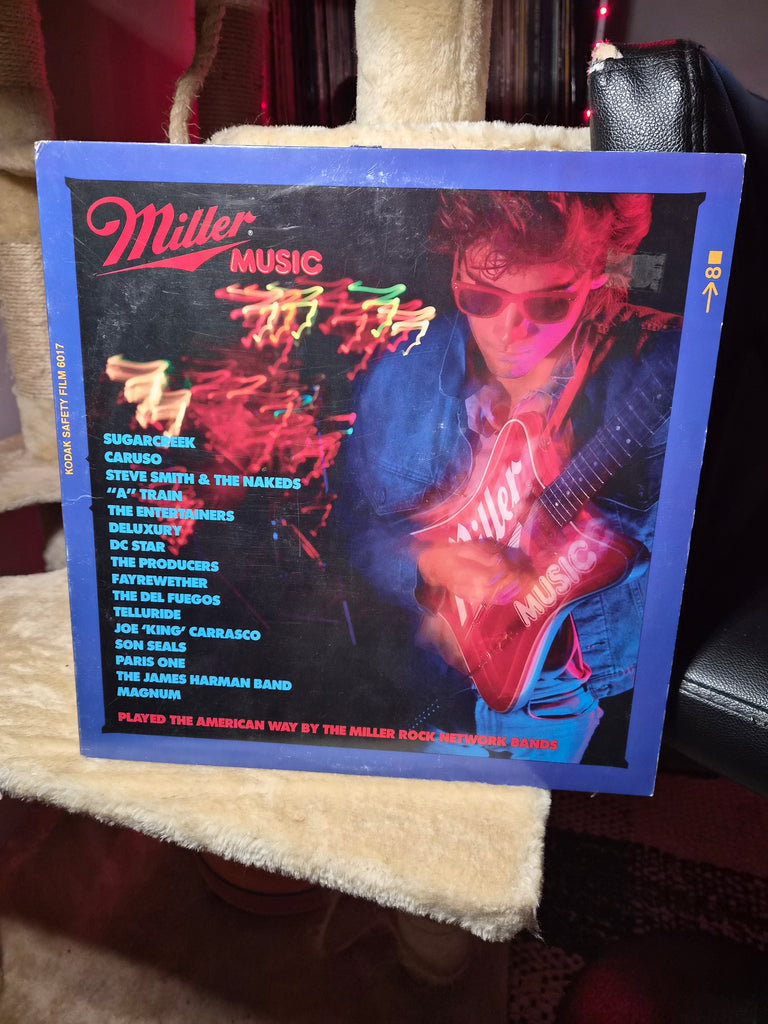 Miller®
MUSIC
KODAK SAFETY FILM 6017
8
SUGARCREEK
CARUSO
STEVE SMITH & THE NAKEDS
"A" TRAIN
THE ENTERTAINERS
DELUXURY
DC STAR
THE PRODUCERS
FAYREWETHER
THE DEL FUEGOS
TELLURIDE
JOE 'KING' CARRASCO
SON SEALS
PARIS ONE
THE JAMES HARMAN BAND
MAGNUM
Miller
MUSIC
PLAYED THE AMERICAN WAY BY THE MILLER ROCK NETWORK BANDS